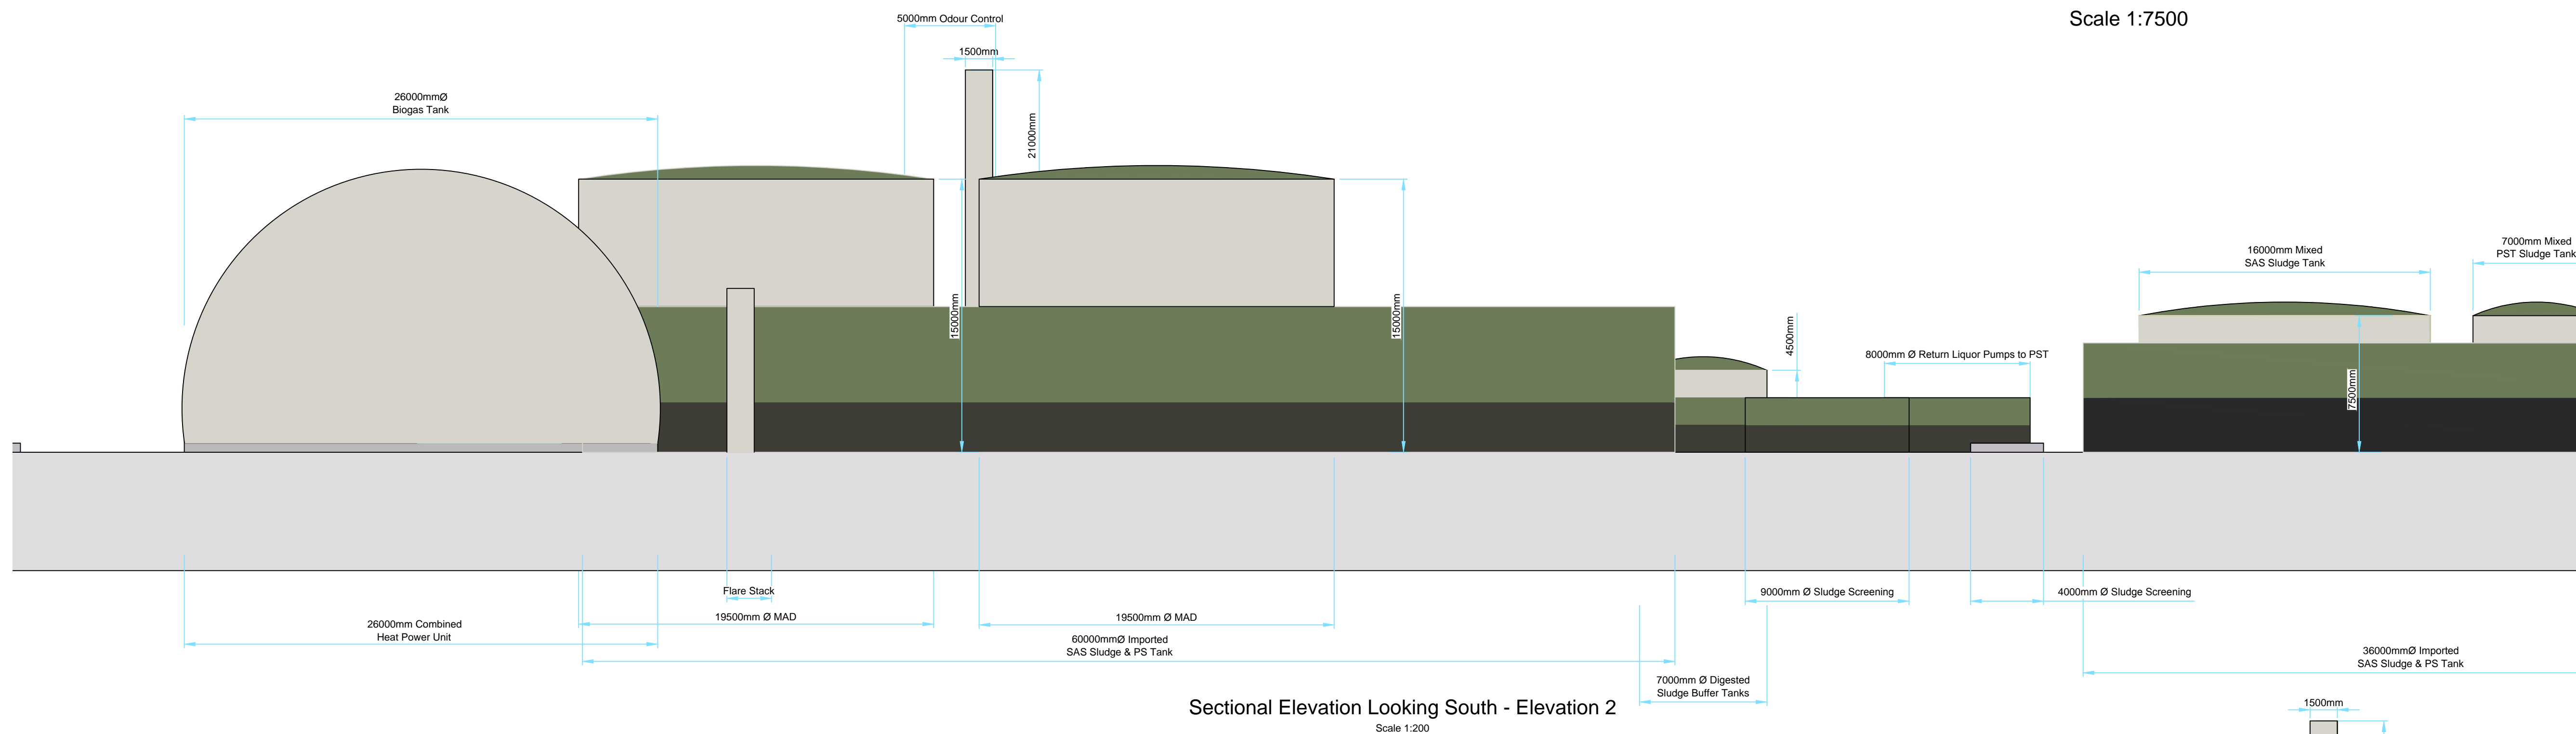 Scale 1:7500
5000mm Odour Control
1500mm
26000mmØ
Biogas Tank
21000mm
15000mm
15000mm
4500mm
8000mm Ø Return Liquor Pumps to PST
16000mm Mixed
SAS Sludge Tank
7000mm Mixed
PST Sludge Tank
7500mm
Flare Stack
19500mm Ø MAD
19500mm Ø MAD
9000mm Ø Sludge Screening
4000mm Ø Sludge Screening
26000mm Combined
Heat Power Unit
60000mmØ Imported
SAS Sludge & PS Tank
36000mmØ Imported
SAS Sludge & PS Tank
7000mm Ø Digested
Sludge Buffer Tanks
Sectional Elevation Looking South - Elevation 2
Scale 1:200
1500mm